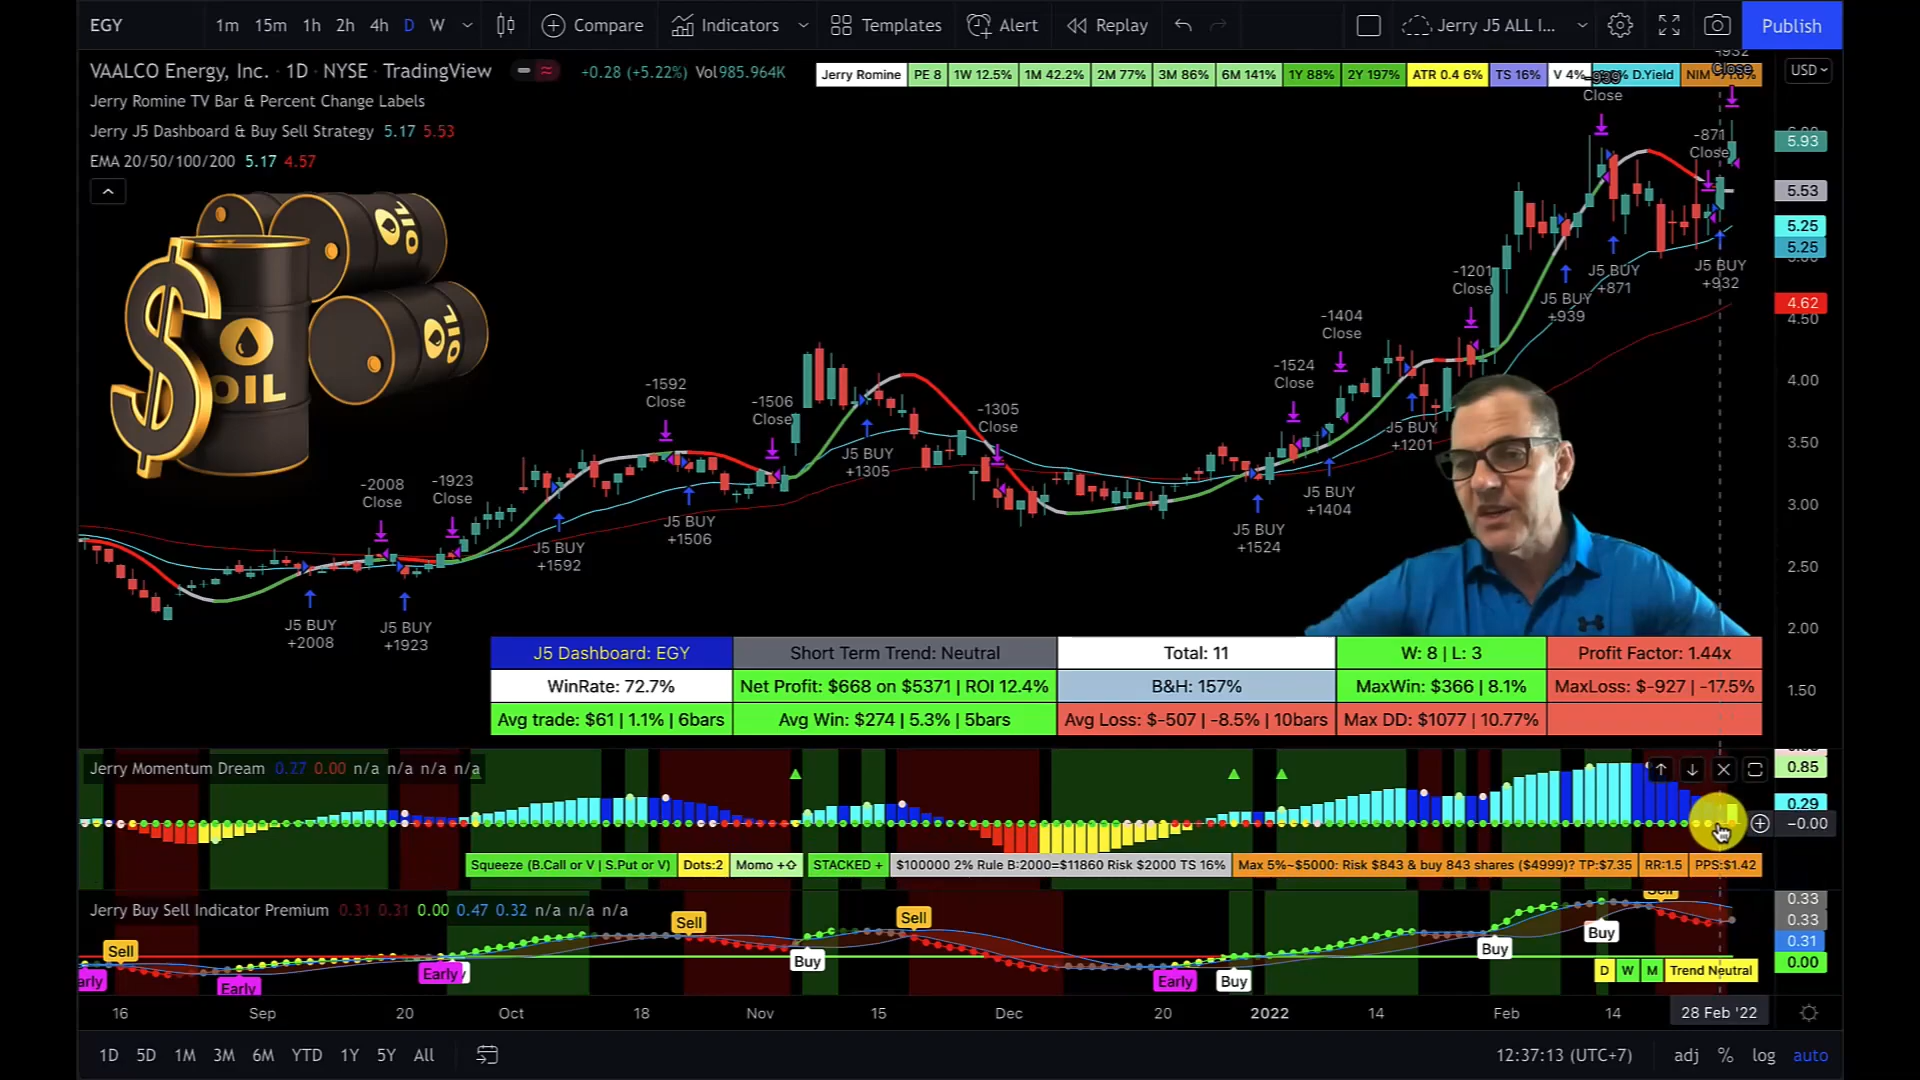 EGY 1m 15m 1h 2h 4h D W Compare Indicators Templates Alert Replay Jerry J5 ALL I... Publish
VAALCO Energy, Inc. · 1D · NYSE · TradingView +0.28 (+5.22%) Vol985.964K
Jerry Romine PE 8 1W 12.5% 1M 42.2% 2M 77% 3M 86% 6M 141% 1Y 88% 2Y 197% ATR 0.4 6% TS 16% V 4% D.Yield NIM USD
Jerry Romine TV Bar & Percent Change Labels
Jerry J5 Dashboard & Buy Sell Strategy 5.17 5.53
EMA 20/50/100/200 5.17 4.57
-932
Close
-939
Close
-871
Close
5.93
5.53
5.25
5.25
4.62
4.50
4.00
3.50
3.00
2.50
2.00
1.50
OIL
OIL
OIL
-2008
Close
-1923
Close
-1592
Close
-1506
Close
-1305
Close
-1524
Close
-1404
Close
-1201
Close
J5 BUY
+2008
J5 BUY
+1923
J5 BUY
+1592
J5 BUY
+1506
J5 BUY
+1305
J5 BUY
+1524
J5 BUY
+1404
J5 BUY
+1201
J5 BUY
+939
J5 BUY
+871
J5 BUY
+932
J5 Dashboard: EGY Short Term Trend: Neutral Total: 11 W: 8 | L: 3 Profit Factor: 1.44x
WinRate: 72.7% Net Profit: $668 on $5371 | ROI 12.4% B&H: 157% MaxWin: $366 | 8.1% MaxLoss: $-927 | -17.5%
Avg trade: $61 | 1.1% | 6bars Avg Win: $274 | 5.3% | 5bars Avg Loss: $-507 | -8.5% | 10bars Max DD: $1077 | 10.77%
Jerry Momentum Dream 0.27 0.00 n/a n/a n/a n/a
0.85
0.29
−0.00
Squeeze (B.Call or V | S.Put or V) Dots:2 Momo +⇧ STACKED + $100000 2% Rule B:2000=$11860 Risk $2000 TS 16% Max 5%~$5000: Risk $843 & buy 843 shares ($4999)? TP:$7.35 RR:1.5 PPS:$1.42
Jerry Buy Sell Indicator Premium 0.31 0.31 0.00 0.47 0.32 n/a n/a n/a
Sell
Early
Early
Sell
Buy
Sell
Early
Buy
Buy
Buy
Sell
0.33
0.33
0.31
0.00
D W M Trend Neutral
16 Sep 20 Oct 18 Nov 15 Dec 20 2022 14 Feb 14 28 Feb '22
1D 5D 1M 3M 6M YTD 1Y 5Y All 12:37:13 (UTC+7) adj % log auto